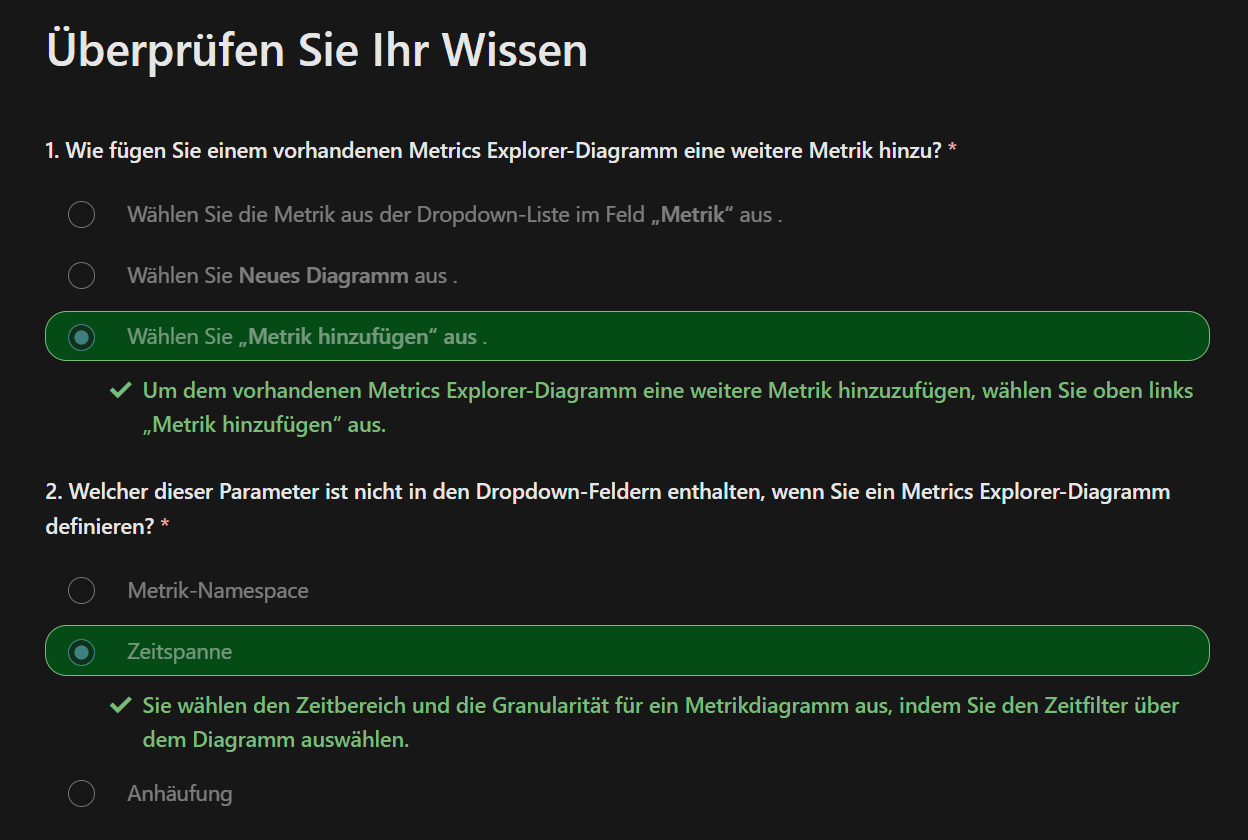 Überprüfen Sie Ihr Wissen
1. Wie fügen Sie einem vorhandenen Metrics Explorer-Diagramm eine weitere Metrik hinzu? *
Wählen Sie die Metrik aus der Dropdown-Liste im Feld „Metrik“ aus .
Wählen Sie Neues Diagramm aus .
Wählen Sie „Metrik hinzufügen“ aus .
Um dem vorhandenen Metrics Explorer-Diagramm eine weitere Metrik hinzuzufügen, wählen Sie oben links
„Metrik hinzufügen“ aus.
2. Welcher dieser Parameter ist nicht in den Dropdown-Feldern enthalten, wenn Sie ein Metrics Explorer-Diagramm
definieren? *
Metrik-Namespace
Zeitspanne
Sie wählen den Zeitbereich und die Granularität für ein Metrikdiagramm aus, indem Sie den Zeitfilter über
dem Diagramm auswählen.
Anhäufung